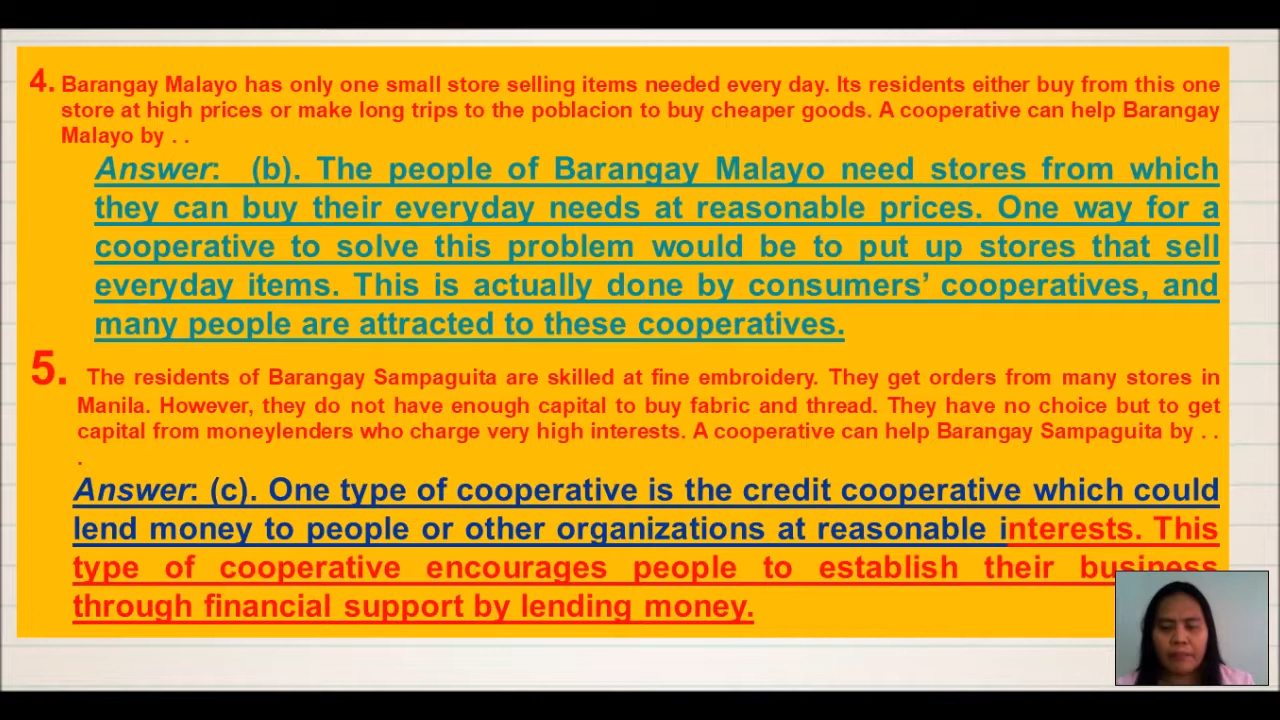 4. Barangay Malayo has only one small store selling items needed every day. Its residents either buy from this one
store at high prices or make long trips to the poblacion to buy cheaper goods. A cooperative can help Barangay
Malayo by . .
Answer: (b). The people of Barangay Malayo need stores from which
they can buy their everyday needs at reasonable prices. One way for a
cooperative to solve this problem would be to put up stores that sell
everyday items. This is actually done by consumers’ cooperatives, and
many people are attracted to these cooperatives.
5. The residents of Barangay Sampaguita are skilled at fine embroidery. They get orders from many stores in
Manila. However, they do not have enough capital to buy fabric and thread. They have no choice but to get
capital from moneylenders who charge very high interests. A cooperative can help Barangay Sampaguita by . .
.
Answer: (c). One type of cooperative is the credit cooperative which could
lend money to people or other organizations at reasonable interests. This
type of cooperative encourages people to establish their business
through financial support by lending money.